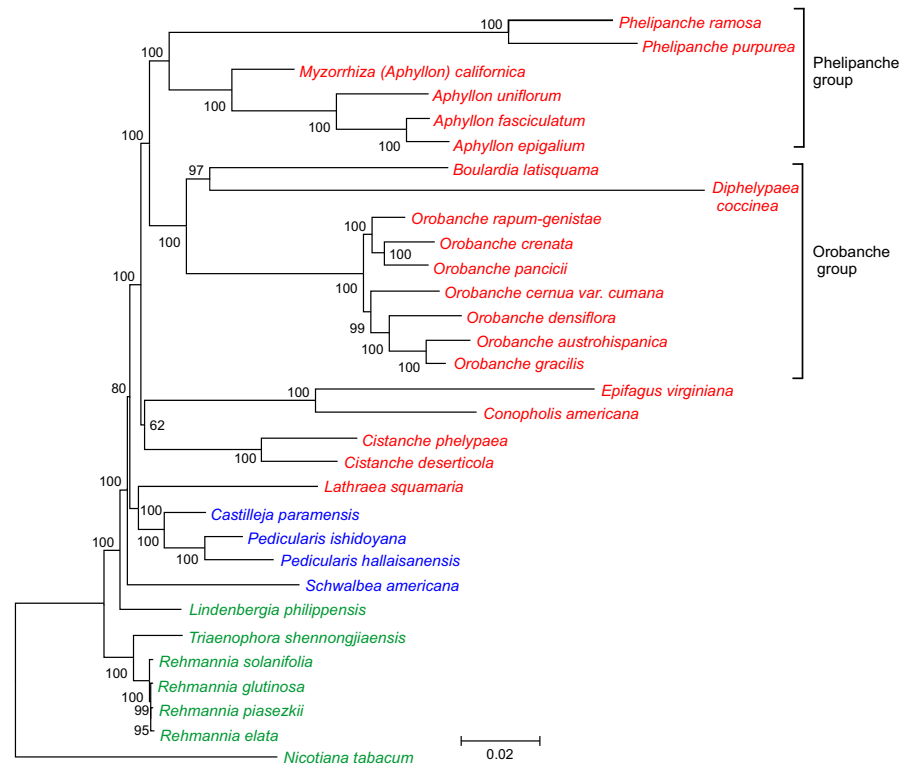 100
Phelipanche ramosa
Phelipanche purpurea
100
Phelipanche
group
Myzorrhiza (Aphyllon) californica
100
Aphyllon uniflorum
100
Aphyllon fasciculatum
100
Aphyllon epigalium
100
97
Boulardia latisquama
Diphelypaea
coccinea
100
Orobanche rapum-genistae
100
Orobanche crenata
100
Orobanche pancicii
Orobanche
group
100
100
Orobanche cernua var. cumana
99
Orobanche densiflora
100
Orobanche austrohispanica
100
Orobanche gracilis
100
80
100
Epifagus virginiana
Conopholis americana
62
Cistanche phelypaea
100
Cistanche deserticola
100
Lathraea squamaria
100
Castilleja paramensis
100
Pedicularis ishidoyana
100
Pedicularis hallaisanensis
100
Schwalbea americana
Lindenbergia philippensis
Triaenophora shennongjiaensis
100
Rehmannia solanifolia
Rehmannia glutinosa
100
Rehmannia piasezkii
99
Rehmannia elata
95
Nicotiana tabacum
0.02